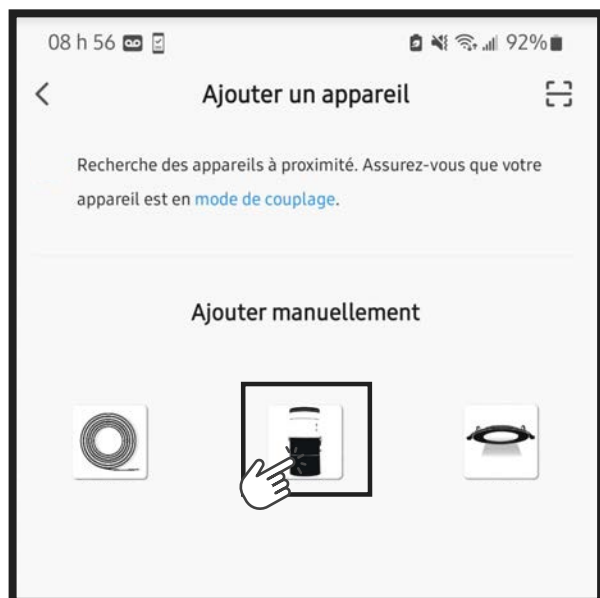 08 h 56 92%
Ajouter un appareil
Recherche des appareils à proximité. Assurez-vous que votre
appareil est en mode de couplage.
Ajouter manuellement